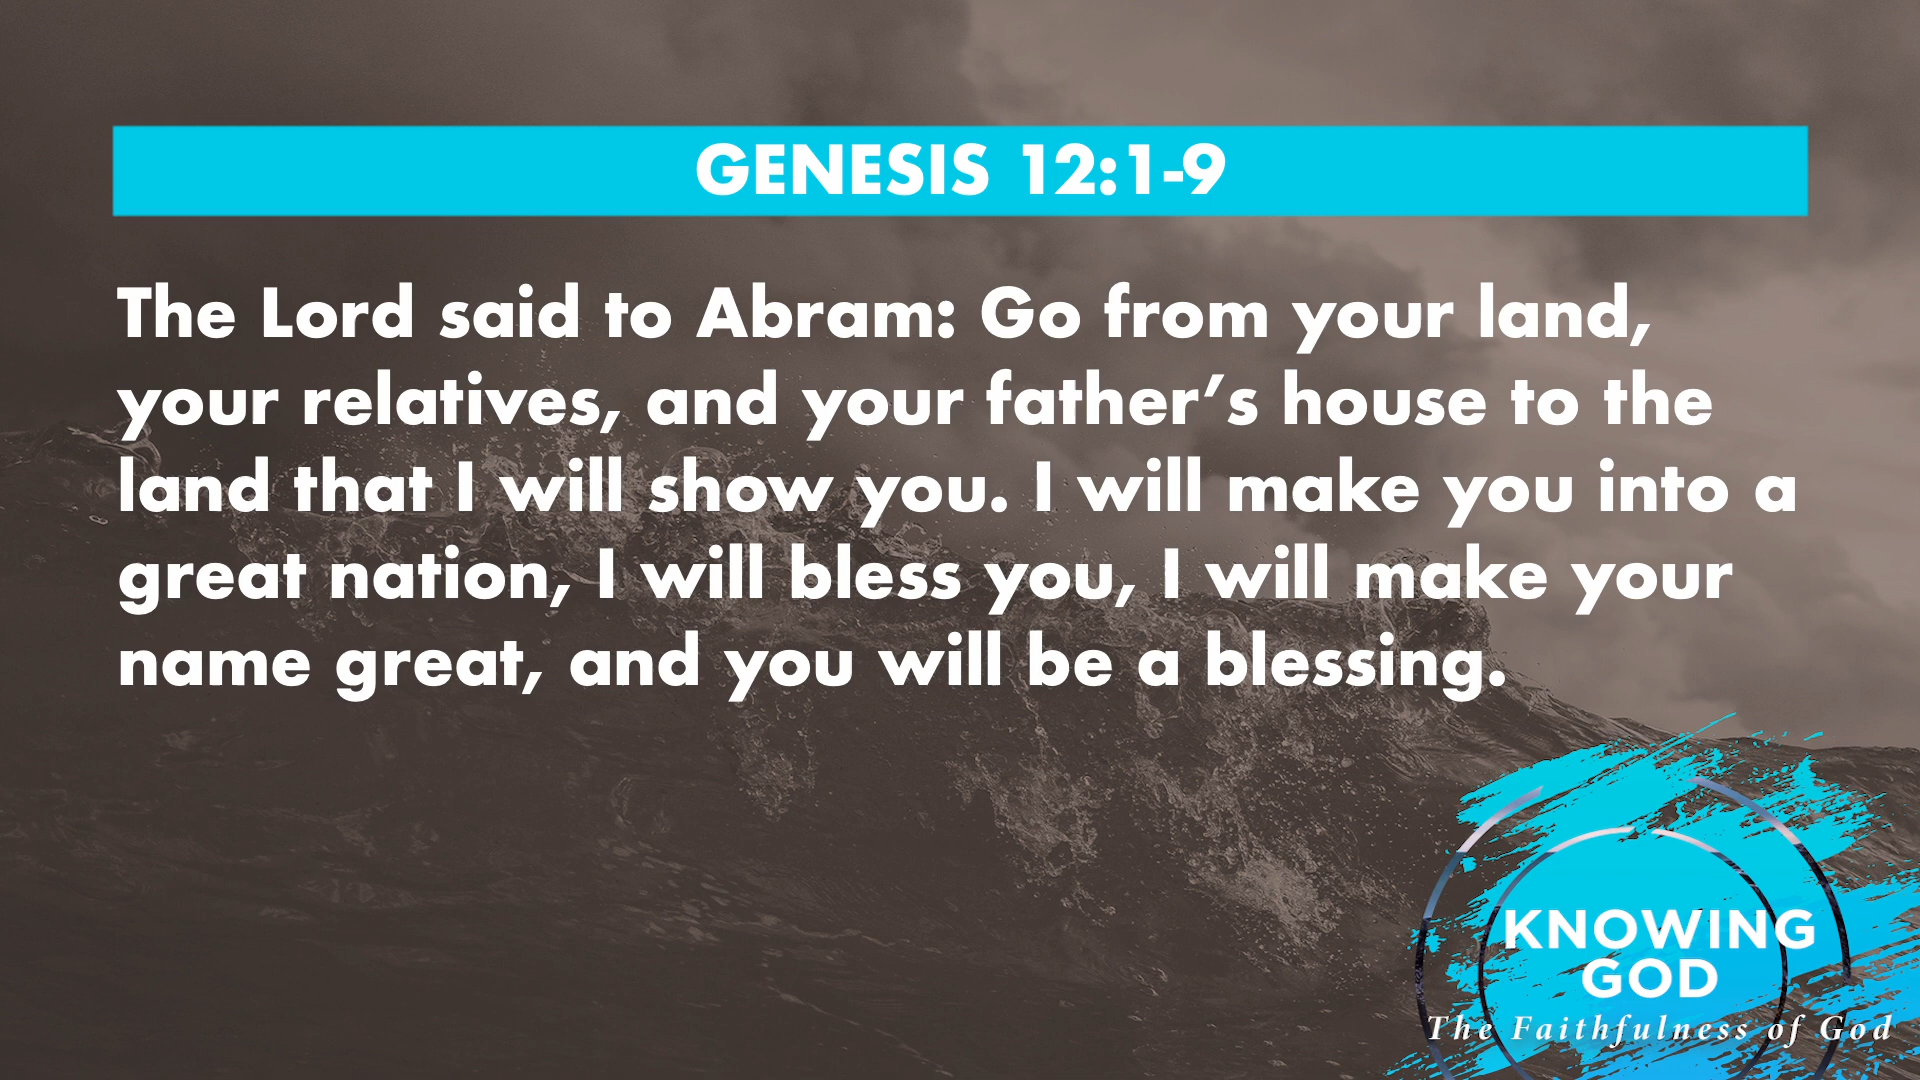 GENESIS 12:1-9
The Lord said to Abram: Go from your land,
your relatives, and your father’s house to the
land that I will show you. I will make you into a
great nation, I will bless you, I will make your
name great, and you will be a blessing.
KNOWING
GOD
The Faithfulness of God